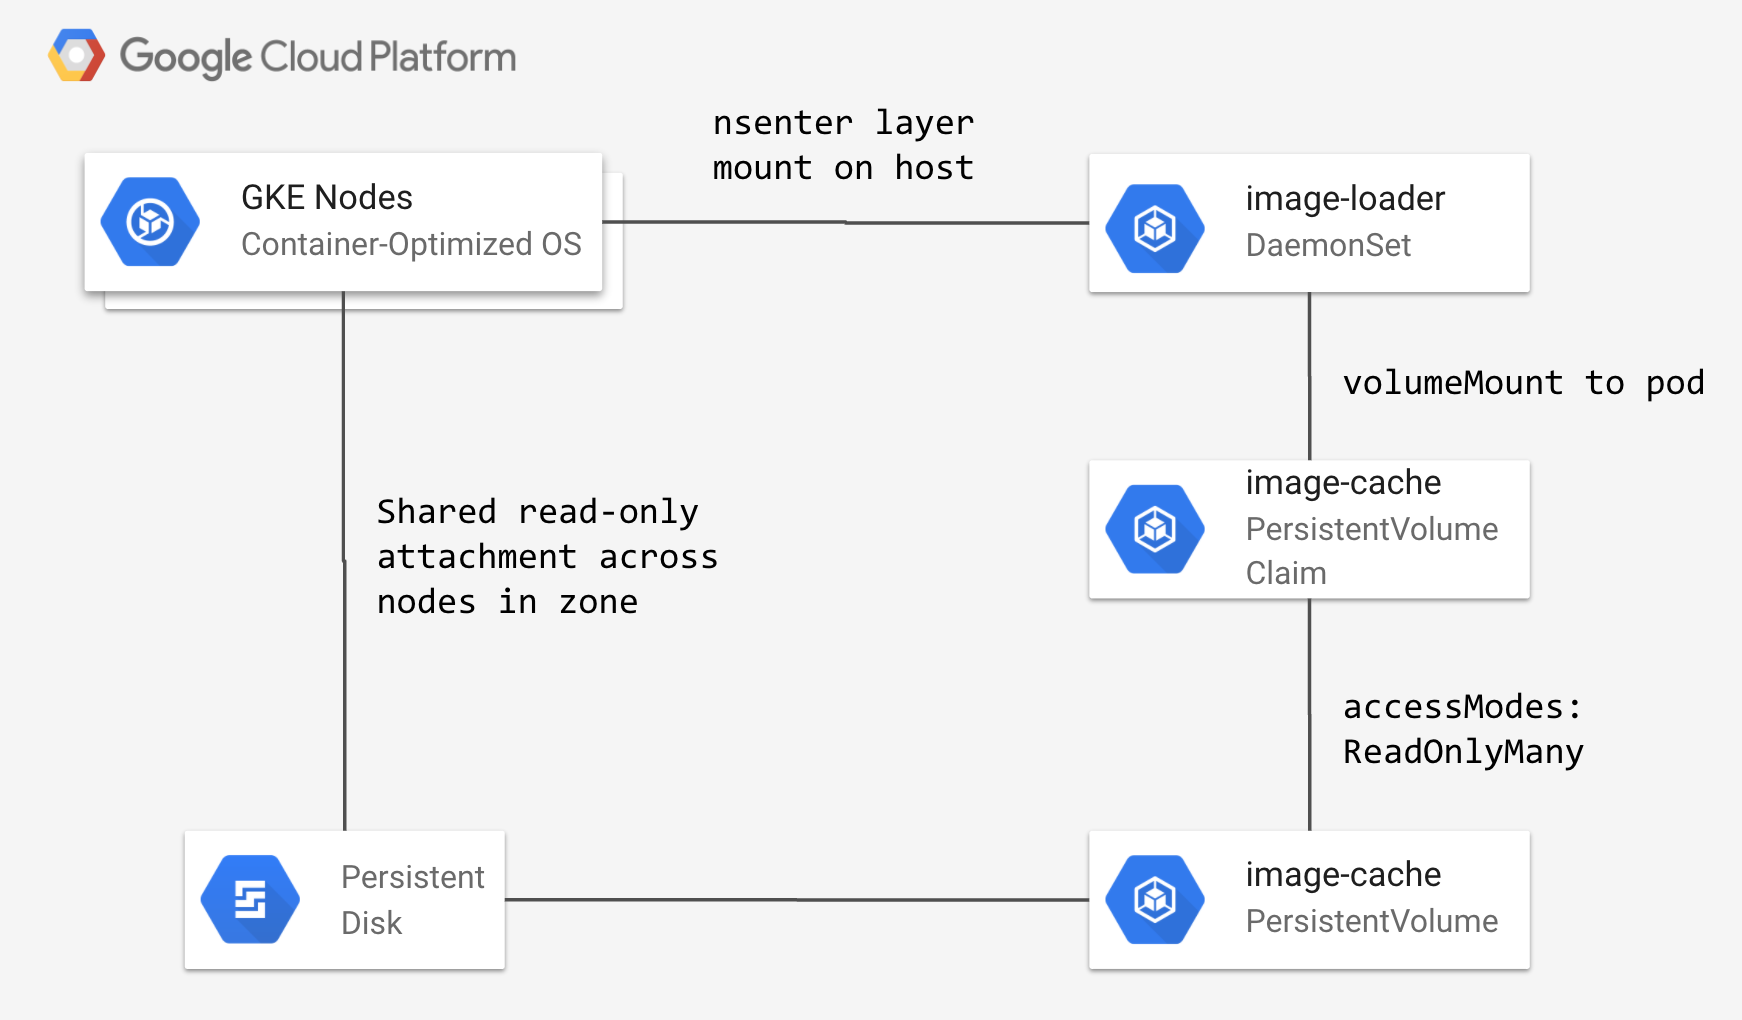 Google Cloud Platform
nsenter layer
mount on host
GKE Nodes
Container-Optimized OS
image-loader
DaemonSet
volumeMount to pod
image-cache
PersistentVolume
Claim
Shared read-only
attachment across
nodes in zone
accessModes:
ReadOnlyMany
Persistent
Disk
image-cache
PersistentVolume